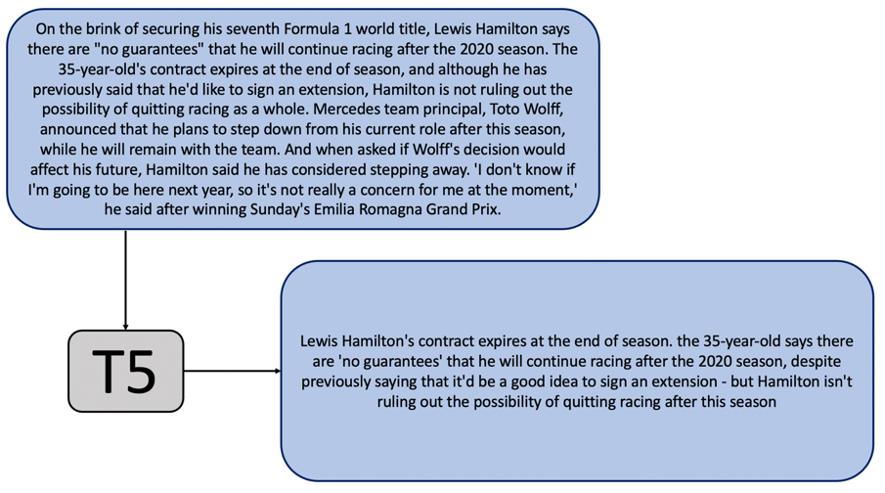 On the brink of securing his seventh Formula 1 world title, Lewis Hamilton says
there are "no guarantees" that he will continue racing after the 2020 season. The
35-year-old's contract expires at the end of season, and although he has
previously said that he'd like to sign an extension, Hamilton is not ruling out the
possibility of quitting racing as a whole. Mercedes team principal, Toto Wolff,
announced that he plans to step down from his current role after this season,
while he will remain with the team. And when asked if Wolff's decision would
affect his future, Hamilton said he has considered stepping away. 'I don't know if
I'm going to be here next year, so it's not really a concern for me at the moment,'
he said after winning Sunday's Emilia Romagna Grand Prix.
T5
Lewis Hamilton's contract expires at the end of season. the 35-year-old says there
are 'no guarantees' that he will continue racing after the 2020 season, despite
previously saying that it'd be a good idea to sign an extension - but Hamilton isn't
ruling out the possibility of quitting racing after this season